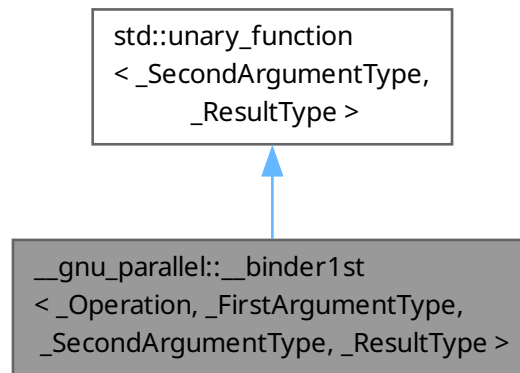 std::unary_function
< _SecondArgumentType,
_ResultType >
__gnu_parallel::__binder1st
< _Operation, _FirstArgumentType,
_SecondArgumentType, _ResultType >